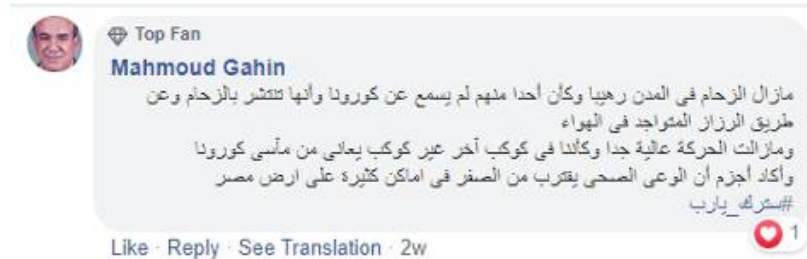 Top Fan
Mahmoud Gahin
مازال الزحام فى المدن رهيبا وكأن أحدا منهم لم يسمع عن كورونا وأنها تنتشر بالزحام وعن
طريق الرزاز المتواجد فى الهواء
ومازالت الحركة عالية جدا وكأننا فى كوكب آخر غير كوكب يعانى من مآسى كورونا
وأكاد أجزم أن الوعى الصحى يقترب من الصفر فى اماكن كثيرة على ارض مصر
#سترك_يارب
1
Like · Reply · See Translation · 2w